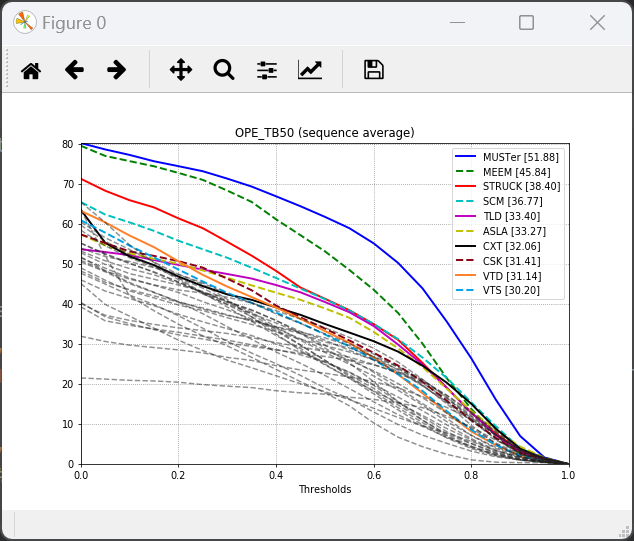 Figure 0
OPE_TB50 (sequence average)
80
70
60
50
40
30
20
10
0
MUSTer [51.88]
MEEM [45.84]
STRUCK [38.40]
SCM [36.77]
TLD [33.40]
ASLA [33.27]
CXT [32.06]
CSK [31.41]
VTD [31.14]
VTS [30.20]
0.0 0.2 0.4 0.6 0.8 1.0
Thresholds